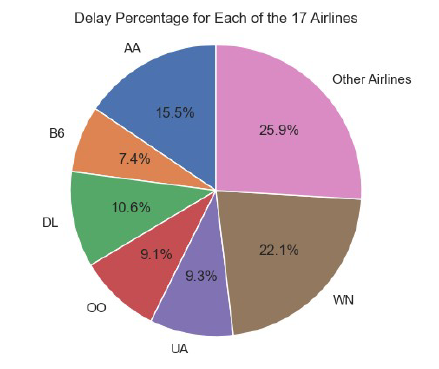 Delay Percentage for Each of the 17 Airlines
AA
15.5%
Other Airlines
25.9%
B6
7.4%
DL
10.6%
OO
9.1%
UA
9.3%
WN
22.1%